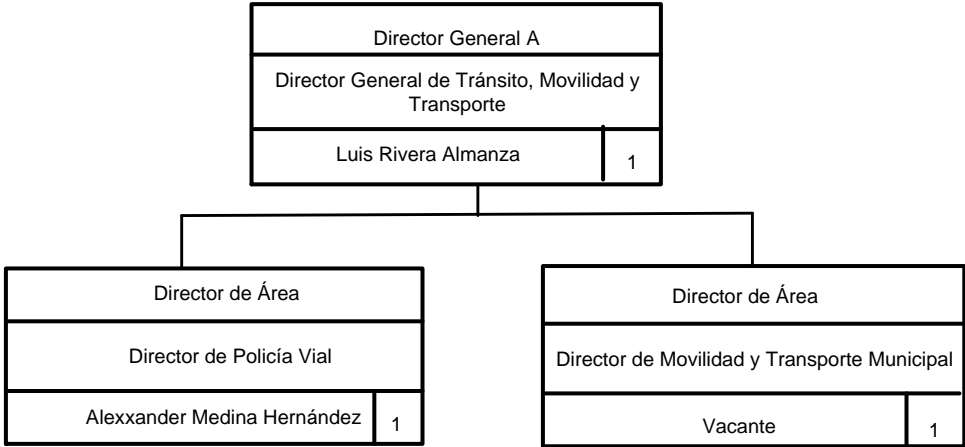 Director General A
Director General de Tránsito, Movilidad y
Transporte
Luis Rivera Almanza
1
Director de Área
Director de Policía Vial
Alexxander Medina Hernández
1
Director de Área
Director de Movilidad y Transporte Municipal
Vacante
1